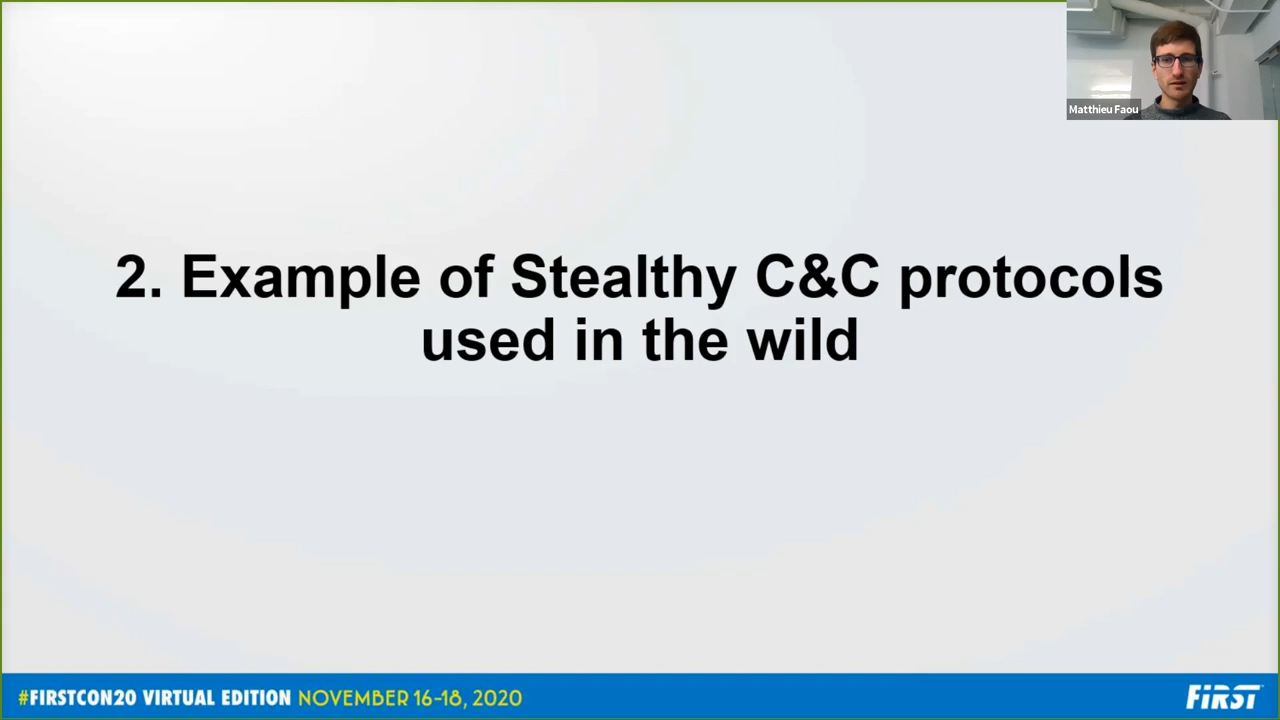 Matthieu Faou
2. Example of Stealthy C&C protocols
used in the wild
#FIRSTCON20 VIRTUAL EDITION NOVEMBER 16-18, 2020
FiRST